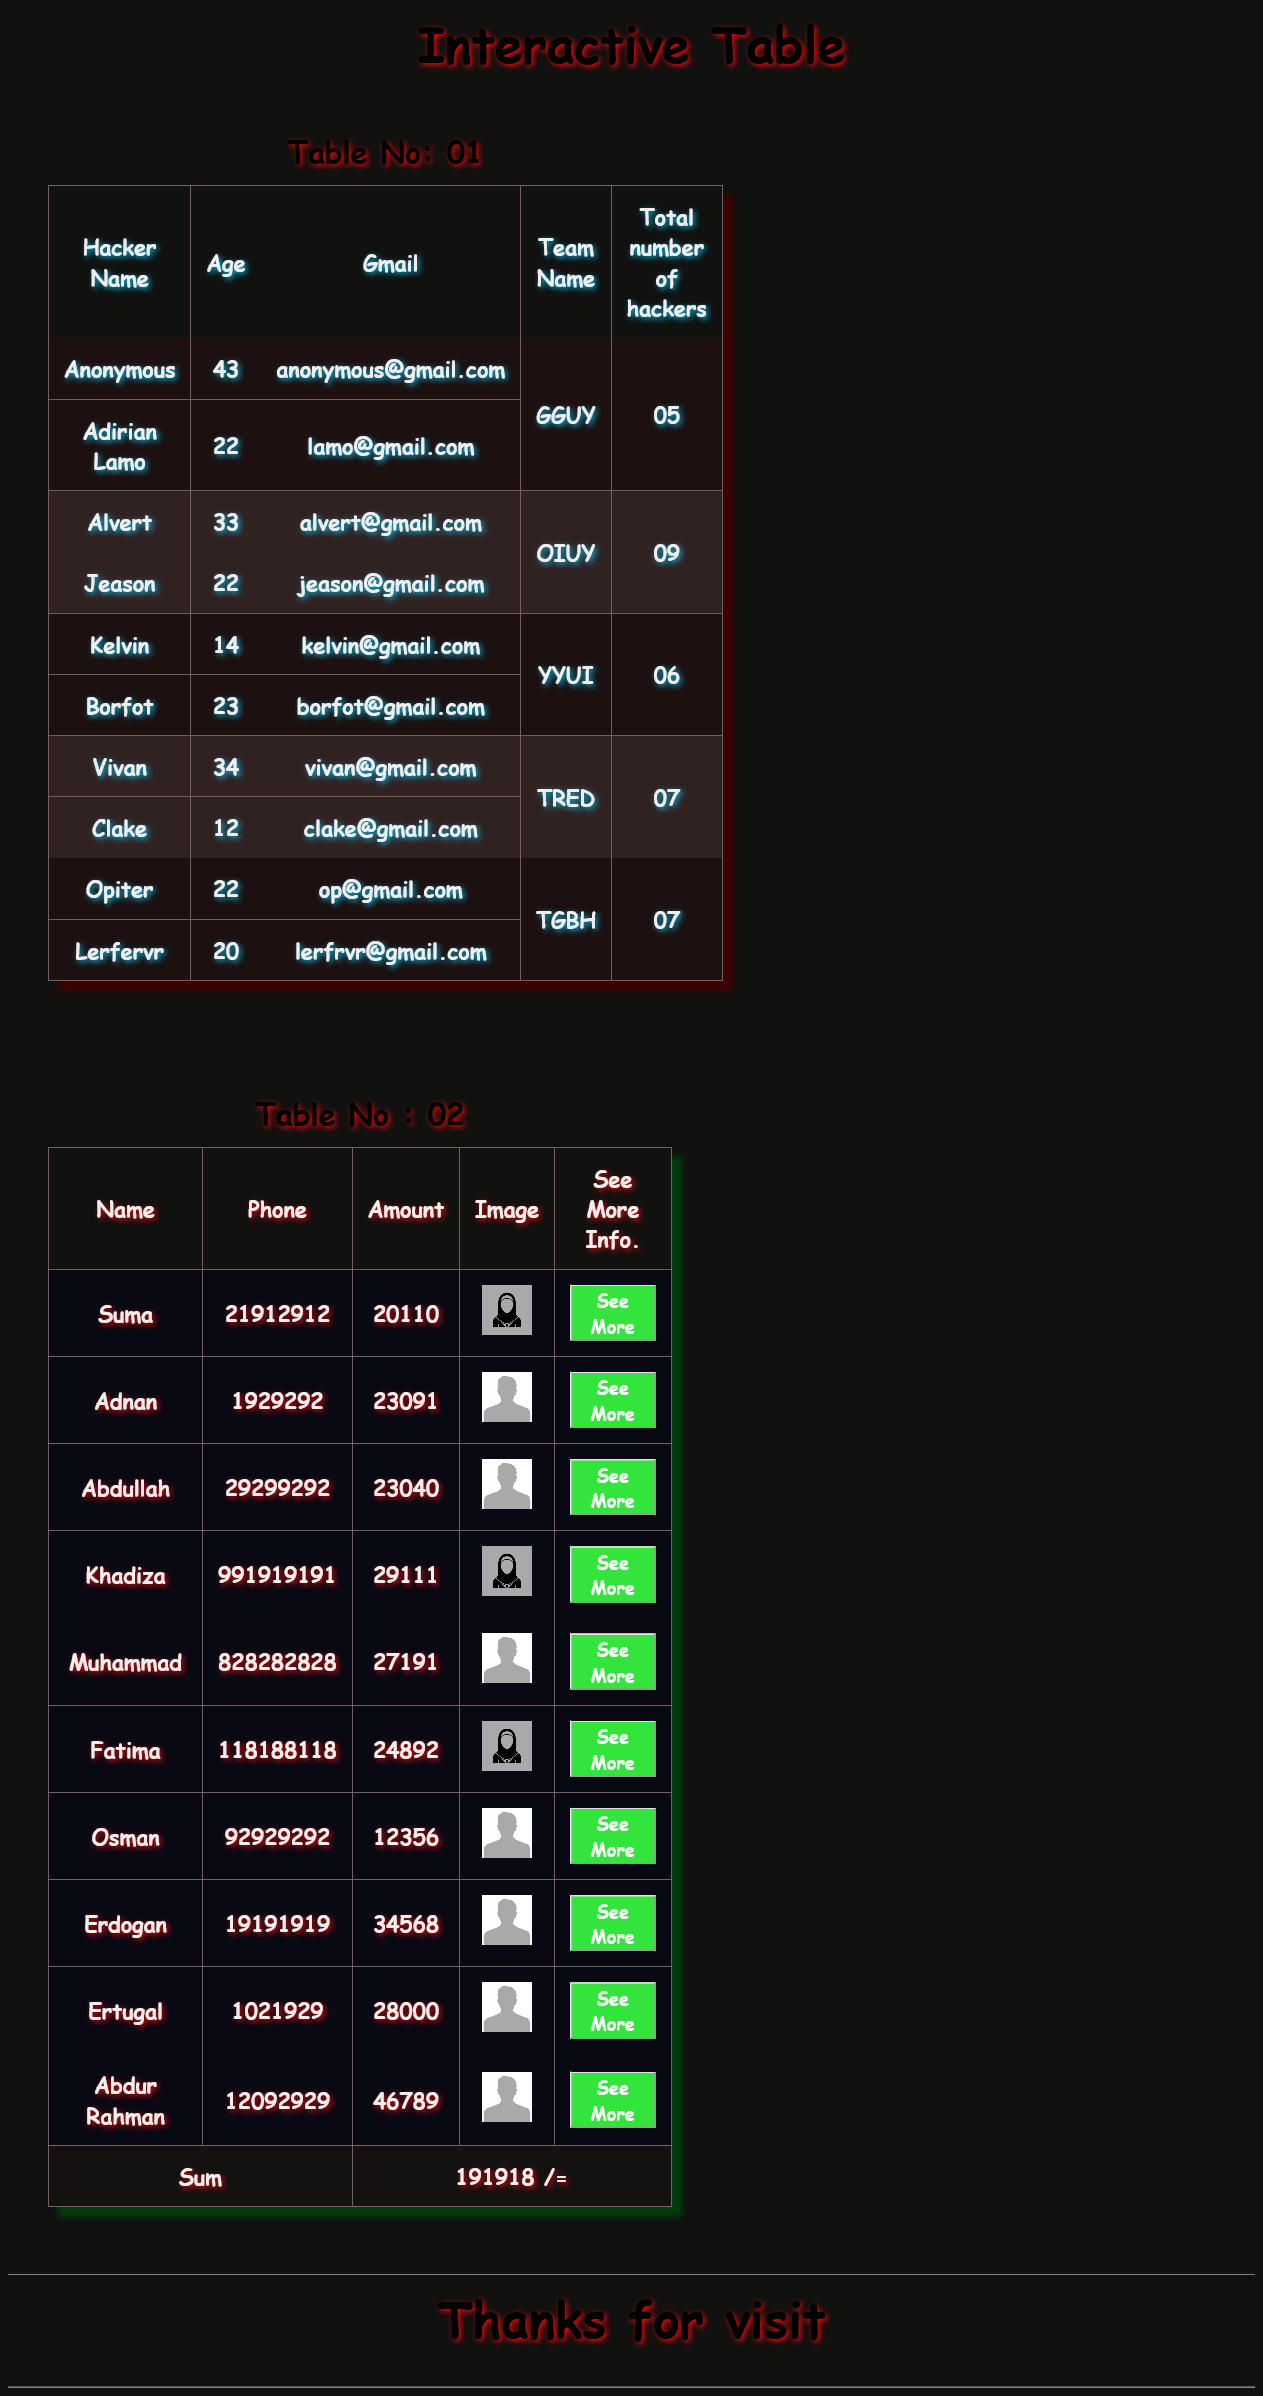 Interactive Table
Table No: 01
Hacker Name Age Gmail Team Name Total number of hackers
Anonymous 43 anonymous@gmail.com GGUY 05
Adirian Lamo 22 lamo@gmail.com
Alvert 33 alvert@gmail.com OIUY 09
Jeason 22 jeason@gmail.com
Kelvin 14 kelvin@gmail.com YYUI 06
Borfot 23 borfot@gmail.com
Vivan 34 vivan@gmail.com TRED 07
Clake 12 clake@gmail.com
Opiter 22 op@gmail.com TGBH 07
Lerfervr 20 lerfrvr@gmail.com
Table No : 02
Name Phone Amount Image See More Info.
Suma 21912912 20110 See More
Adnan 1929292 23091 See More
Abdullah 29299292 23040 See More
Khadiza 991919191 29111 See More
Muhammad 828282828 27191 See More
Fatima 118188118 24892 See More
Osman 92929292 12356 See More
Erdogan 19191919 34568 See More
Ertugal 1021929 28000 See More
Abdur Rahman 12092929 46789 See More
Sum 191918 /=
Thanks for visit